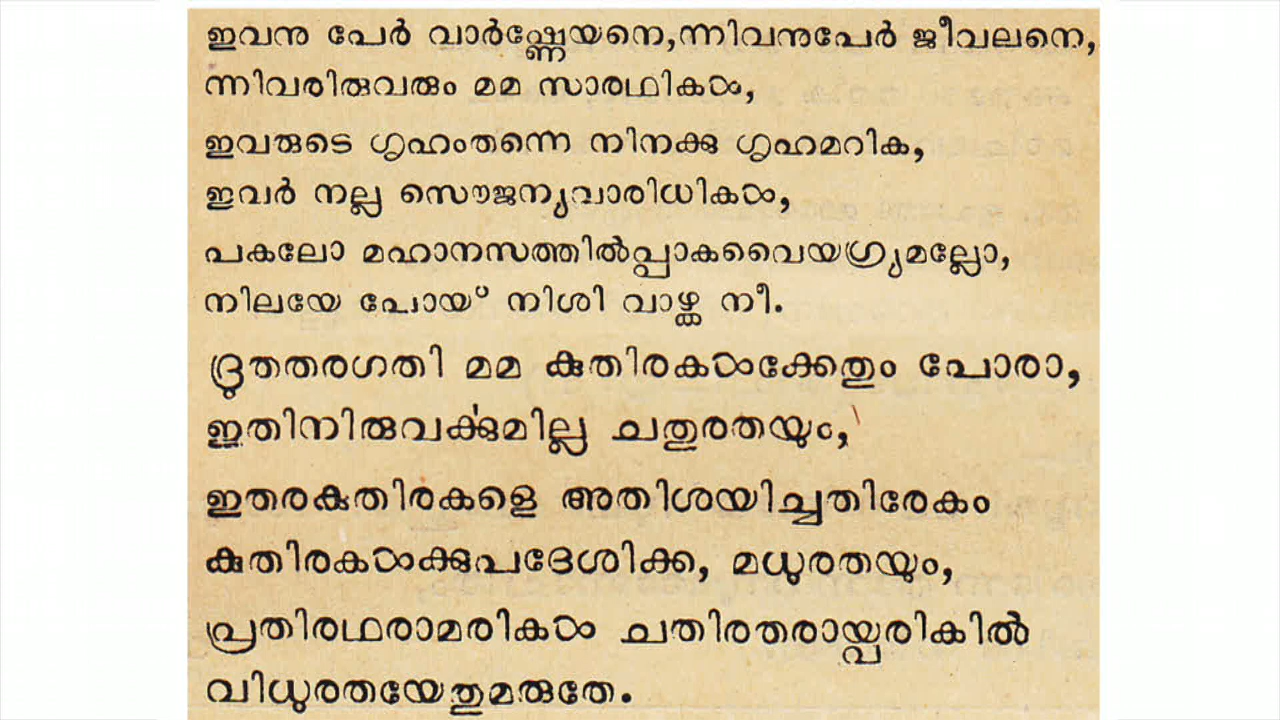 ഇവനു പേർ വാർഷ്ണേയനെ,ന്നിവനുപേർ ജീവലനെ,
ന്നിവരിരുവരും മമ സാരഥികൾ,
ഇവരുടെ ഗൃഹംതന്നെ നിനക്കു ഗൃഹമറിക,
ഇവർ നല്ല സൌജന്യവാരിധികൾ,
പകലോ മഹാനസത്തിൽപ്പാകവൈയഗ്ര്യമല്ലോ,
നിലയേ പോയ് നിശി വാഴ്ക നീ.
ദ്രുതതരഗതി മമ കുതിരകൾക്കേതും പോരാ,
ഇതിനിരുവൎക്കുമില്ല ചതുരതയും,
ഇതരകുതിരകളെ അതിശയിച്ചതിരേകം
കുതിരകൾക്കുപദേശിക്ക, മധുരതയും,
പ്രതിരഥരാമരികൾ ചതിരതരായ്പരികിൽ
വിധുരതയേതുമരുതേ.